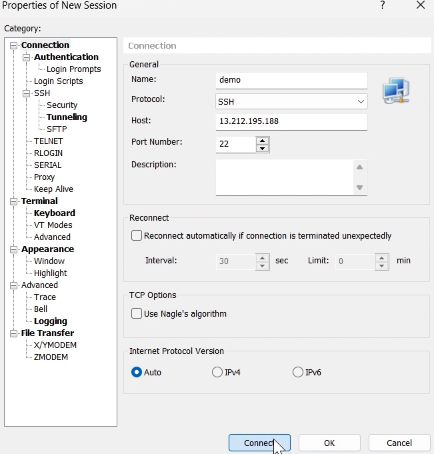 Properties of New Session
?
X
Category:
Connection
Authentication
Login Prompts
Login Scripts
SSH
Security
Tunneling
SFTP
TELNET
RLOGIN
SERIAL
Proxy
Keep Alive
Terminal
Keyboard
VT Modes
Advanced
Appearance
Window
Highlight
Advanced
Trace
Bell
Logging
File Transfer
X/YMODEM
ZMODEM
Connection
General
Name: demo
Protocol: SSH
Host: 13.212.195.188
Port Number: 22
Description:
Reconnect
Reconnect automatically if connection is terminated unexpectedly
Interval: 30 sec Limit: 0 min
TCP Options
Use Nagle's algorithm
Internet Protocol Version
Auto IPv4 IPv6
Connect OK Cancel